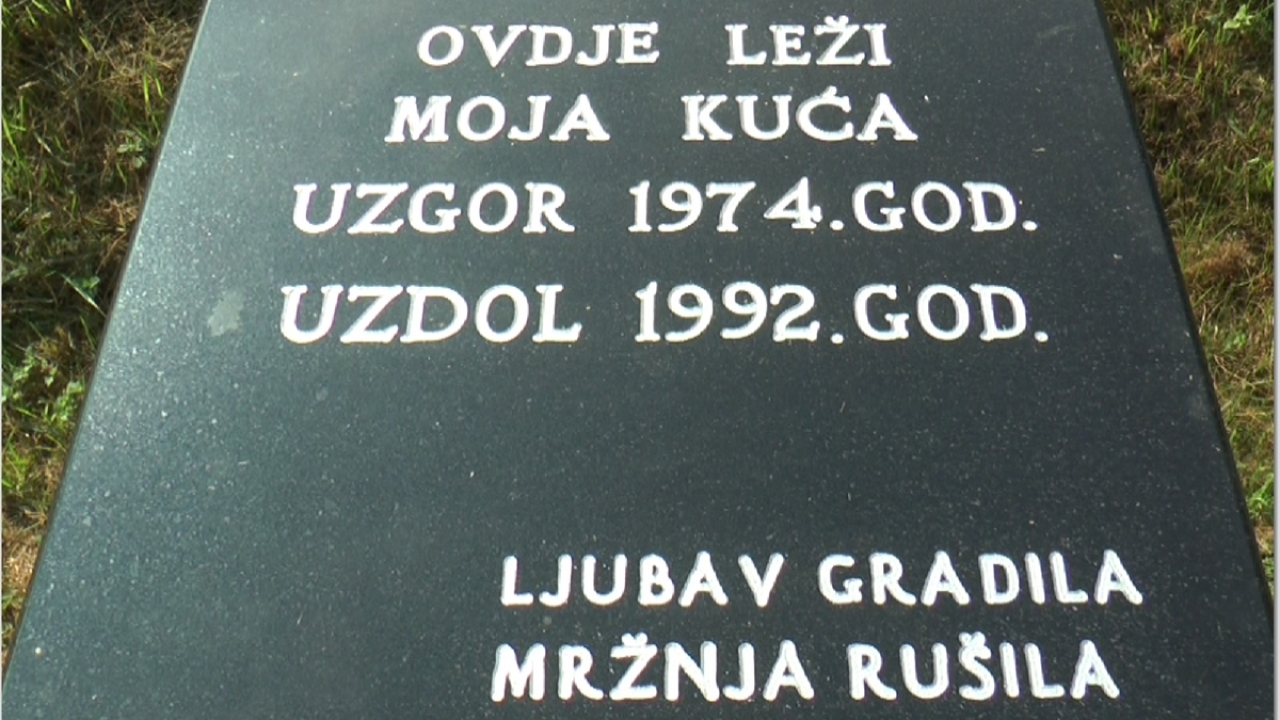 OVDJE LEŽI
MOJA KUĆA
UZGOR 1974.GOD.
UZDOL 1992.GOD.
LJUBAV GRADILA
MRŽNJA RUŠILA